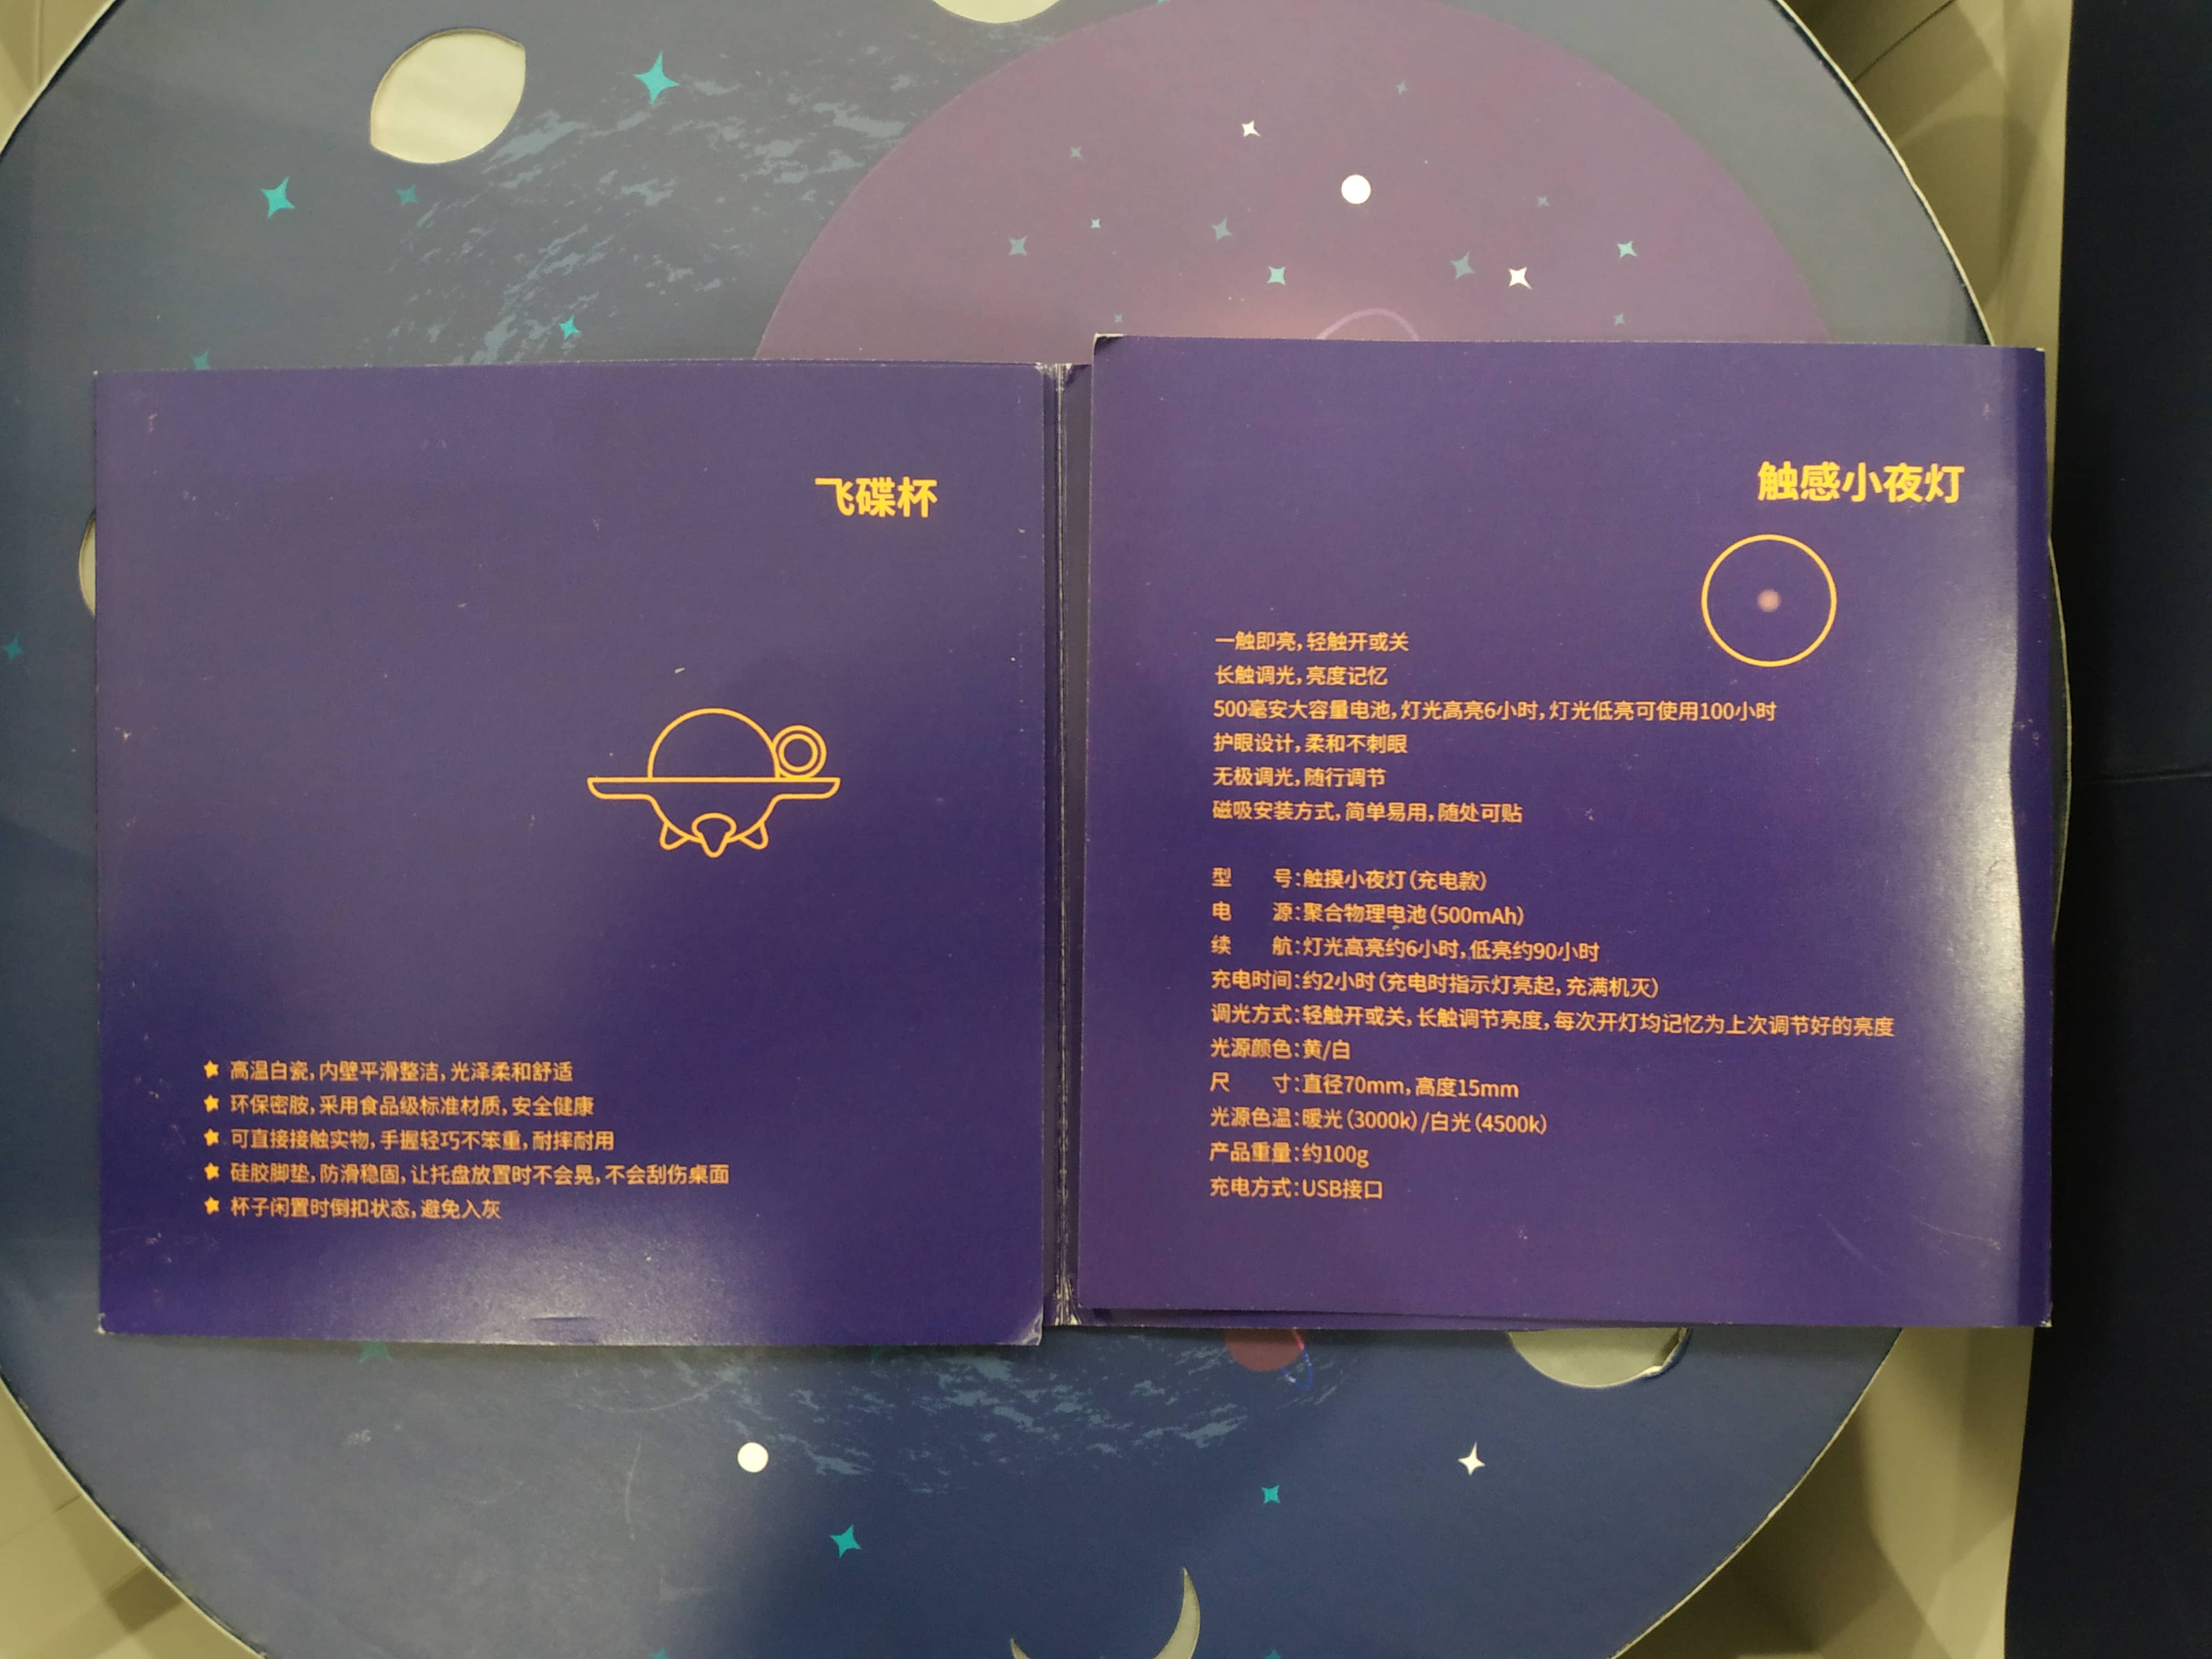 飞碟杯
★ 高温白瓷, 内壁平滑整洁, 光泽柔和舒适
★ 环保密胺, 采用食品级标准材质, 安全健康
★ 可直接接触实物, 手握轻巧不笨重, 耐摔耐用
★ 硅胶脚垫, 防滑稳固, 让托盘放置时不会晃, 不会刮伤桌面
★ 杯子闲置时倒扣状态, 避免入灰
触感小夜灯
一触即亮, 轻触开或关
长触调光, 亮度记忆
500毫安大容量电池, 灯光高亮6小时, 灯光低亮可使用100小时
护眼设计, 柔和不刺眼
无极调光, 随行调节
磁吸安装方式, 简单易用, 随处可贴
型 号:触摸小夜灯 (充电款)
电 源:聚合物理电池 (500mAh)
续 航:灯光高亮约6小时, 低亮约90小时
充电时间:约2小时 (充电时指示灯亮起, 充满机灭)
调光方式:轻触开或关, 长触调节亮度, 每次开灯均记忆为上次调节好的亮度
光源颜色:黄/白
尺 寸:直径70mm, 高度15mm
光源色温:暖光 (3000k) /白光 (4500k)
产品重量:约100g
充电方式:USB接口